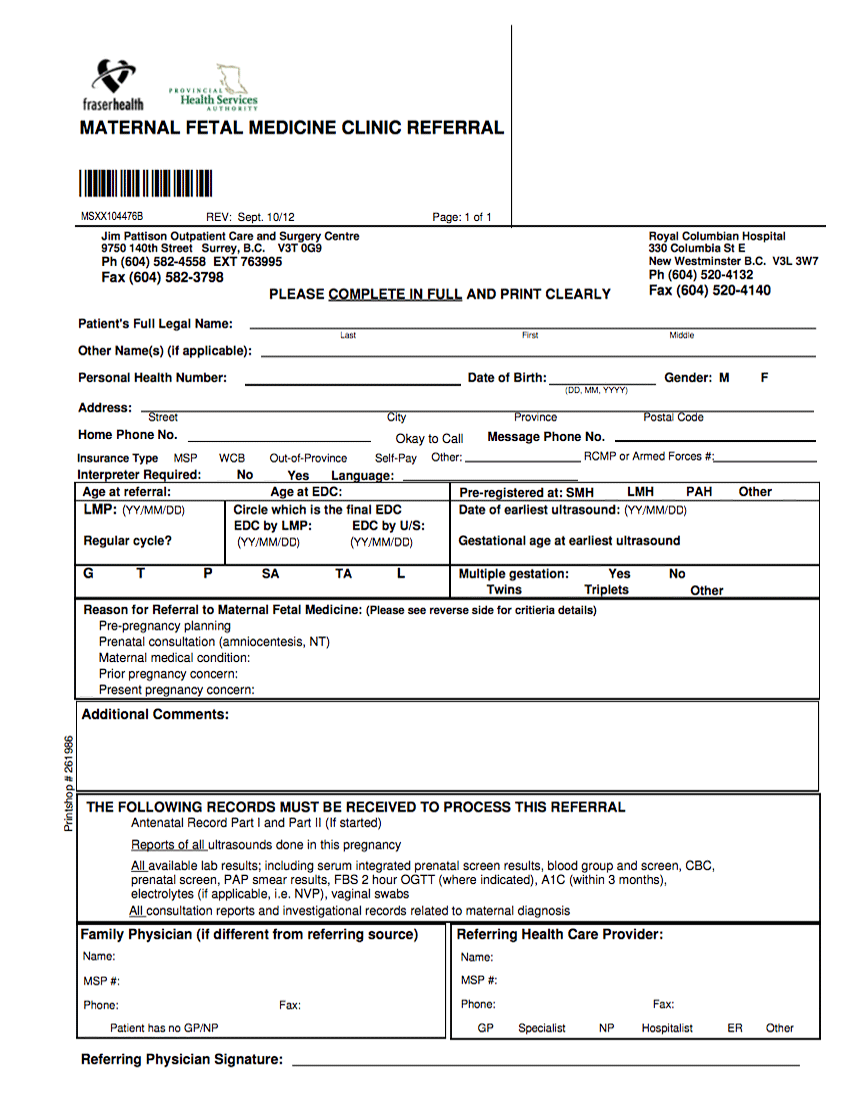 fraserhealth
PROVINCIAL
Health Services
AUTHORITY
MATERNAL FETAL MEDICINE CLINIC REFERRAL
MSXX104476B REV: Sept. 10/12 Page: 1 of 1
Jim Pattison Outpatient Care and Surgery Centre
9750 140th Street Surrey, B.C. V3T 0G9
Ph (604) 582-4558 EXT 763995
Fax (604) 582-3798
Royal Columbian Hospital
330 Columbia St E
New Westminster B.C. V3L 3W7
Ph (604) 520-4132
Fax (604) 520-4140
PLEASE COMPLETE IN FULL AND PRINT CLEARLY
Patient's Full Legal Name:
Last First Middle
Other Name(s) (if applicable):
Personal Health Number: Date of Birth: Gender: M F
(DD, MM, YYYY)
Address:
Street City Province Postal Code
Home Phone No. Okay to Call Message Phone No.
Insurance Type MSP WCB Out-of-Province Self-Pay Other: RCMP or Armed Forces #:
Interpreter Required: No Yes Language:
Age at referral: Age at EDC:
Pre-registered at: SMH LMH PAH Other
LMP: (YY/MM/DD)
Regular cycle?
Circle which is the final EDC
EDC by LMP: EDC by U/S:
(YY/MM/DD) (YY/MM/DD)
Date of earliest ultrasound: (YY/MM/DD)
Gestational age at earliest ultrasound
G T P SA TA L
Multiple gestation: Yes No
Twins Triplets Other
Reason for Referral to Maternal Fetal Medicine: (Please see reverse side for critieria details)
Pre-pregnancy planning
Prenatal consultation (amniocentesis, NT)
Maternal medical condition:
Prior pregnancy concern:
Present pregnancy concern:
Additional Comments:
Printshop # 261986
THE FOLLOWING RECORDS MUST BE RECEIVED TO PROCESS THIS REFERRAL
Antenatal Record Part I and Part II (If started)
Reports of all ultrasounds done in this pregnancy
All available lab results; including serum integrated prenatal screen results, blood group and screen, CBC,
prenatal screen, PAP smear results, FBS 2 hour OGTT (where indicated), A1C (within 3 months),
electrolytes (if applicable, i.e. NVP), vaginal swabs
All consultation reports and investigational records related to maternal diagnosis
Family Physician (if different from referring source)
Name:
MSP #:
Phone: Fax:
Patient has no GP/NP
Referring Health Care Provider:
Name:
MSP #:
Phone: Fax:
GP Specialist NP Hospitalist ER Other
Referring Physician Signature: